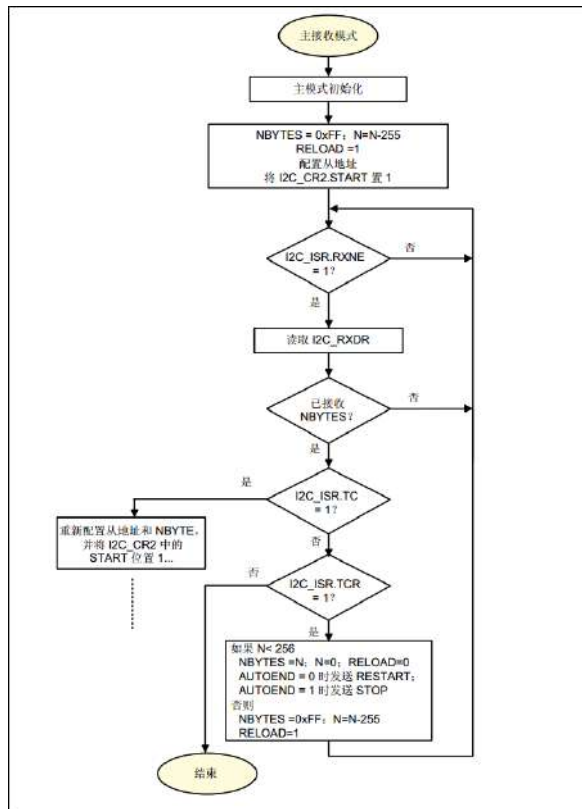 主接收模式
主模式初始化
NBYTES = 0xFF；N=N-255
RELOAD =1
配置从地址
将 I2C_CR2.START 置 1
I2C_ISR.RXNE
= 1？
否
是
读取 I2C_RXDR
已接收
NBYTES？
否
是
I2C_ISR.TC
= 1？
是
重新配置从地址和 NBYTE，
并将 I2C_CR2 中的
START 位置 1...
否
I2C_ISR.TCR
= 1？
否
是
如果 N< 256
NBYTES =N；N=0；RELOAD=0
AUTOEND = 0 时发送 RESTART；
AUTOEND = 1 时发送 STOP
否则
NBYTES =0xFF；N=N-255
RELOAD=1
结束